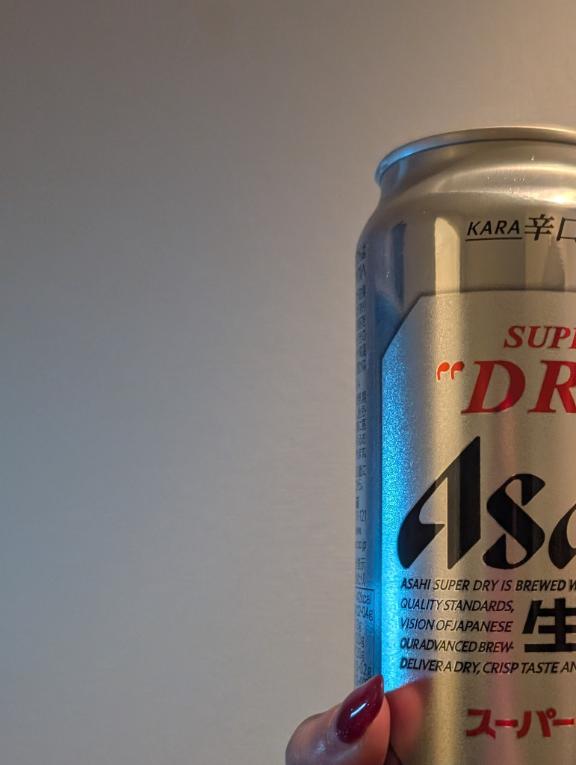 KARA辛口
SUPE
“DR
Asa
ASAHI SUPER DRY IS BREWED W
QUALITY STANDARDS,
VISION OF JAPANESE
OUR ADVANCED BREW-
生
DELIVER A DRY, CRISP TASTE AN
スーパー